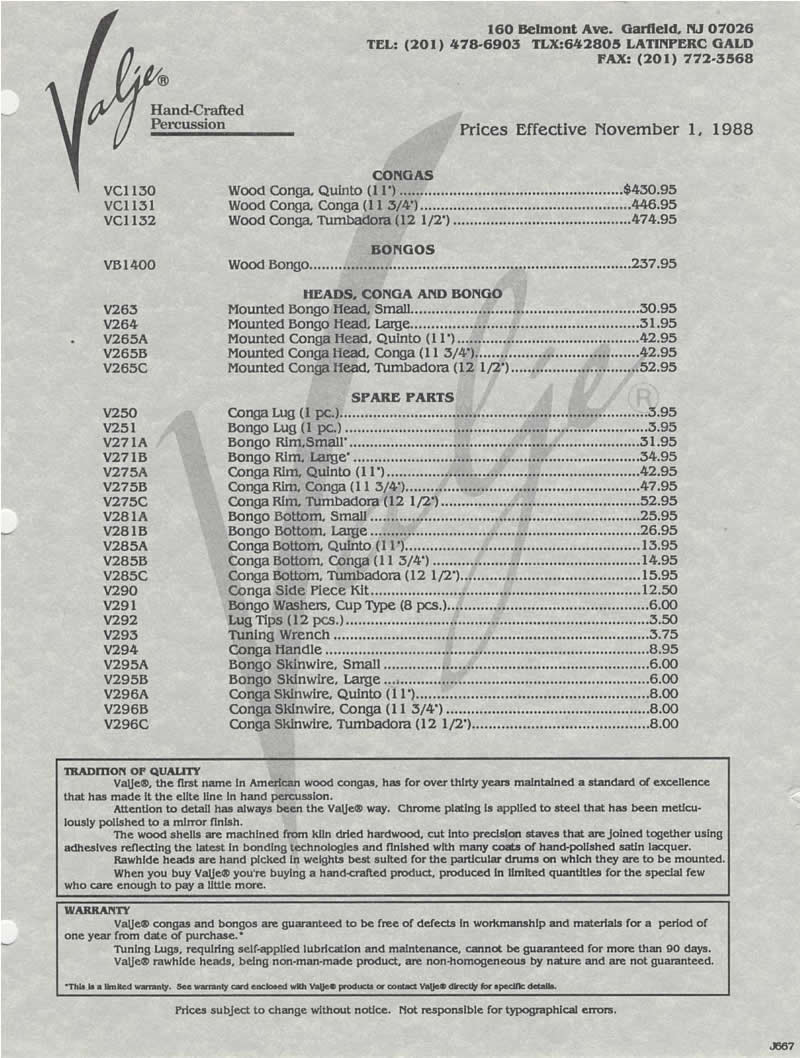 160 Belmont Ave. Garfield, NJ 07026
TEL: (201) 478-6903 TLX:642805 LATINPERC GALD
FAX: (201) 772-3568
Valje®
Hand-Crafted
Percussion
Prices Effective November 1, 1988
CONGAS
VC1130 Wood Conga, Quinto (11")....................$430.95
VC1131 Wood Conga, Conga (11 3/4")....................446.95
VC1132 Wood Conga, Tumbadora (12 1/2")....................474.95
BONGOS
VB1400 Wood Bongo....................237.95
HEADS, CONGA AND BONGO
V263 Mounted Bongo Head, Small....................30.95
V264 Mounted Bongo Head, Large....................31.95
V265A Mounted Conga Head, Quinto (11")....................42.95
V265B Mounted Conga Head, Conga (11 3/4")....................42.95
V265C Mounted Conga Head, Tumbadora (12 1/2")....................52.95
SPARE PARTS
V250 Conga Lug (1 pc.)....................3.95
V251 Bongo Lug (1 pc.)....................3.95
V271A Bongo Rim,Small"....................31.95
V271B Bongo Rim, Large"....................34.95
V275A Conga Rim, Quinto (11")....................42.95
V275B Conga Rim, Conga (11 3/4")....................47.95
V275C Conga Rim, Tumbadora (12 1/2")....................52.95
V281A Bongo Bottom, Small....................25.95
V281B Bongo Bottom, Large....................26.95
V285A Conga Bottom, Quinto (11")....................13.95
V285B Conga Bottom, Conga (11 3/4")....................14.95
V285C Conga Bottom, Tumbadora (12 1/2")....................15.95
V290 Conga Side Piece Kit....................12.50
V291 Bongo Washers, Cup Type (8 pcs.)....................6.00
V292 Lug Tips (12 pcs.)....................3.50
V293 Tuning Wrench....................3.75
V294 Conga Handle....................8.95
V295A Bongo Skinwire, Small....................6.00
V295B Bongo Skinwire, Large....................6.00
V296A Conga Skinwire, Quinto (11")....................8.00
V296B Conga Skinwire, Conga (11 3/4")....................8.00
V296C Conga Skinwire, Tumbadora (12 1/2")....................8.00
Valje®
TRADITION OF QUALITY
Valje®, the first name in American wood congas, has for over thirty years maintained a standard of excellence
that has made it the elite line in hand percussion.
Attention to detail has always been the Valje® way. Chrome plating is applied to steel that has been meticu-
lously polished to a mirror finish.
The wood shells are machined from kiln dried hardwood, cut into precision staves that are joined together using
adhesives reflecting the latest in bonding technologies and finished with many coats of hand-polished satin lacquer.
Rawhide heads are hand picked in weights best suited for the particular drums on which they are to be mounted.
When you buy Valje® you're buying a hand-crafted product, produced in limited quantities for the special few
who care enough to pay a little more.
WARRANTY
Valje® congas and bongos are guaranteed to be free of defects in workmanship and materials for a period of
one year from date of purchase.*
Tuning Lugs, requiring self-applied lubrication and maintenance, cannot be guaranteed for more than 90 days.
Valje® rawhide heads, being non-man-made product, are non-homogeneous by nature and are not guaranteed.
*This is a limited warranty. See warranty card enclosed with Valje® products or contact Valje® directly for specific details.
Prices subject to change without notice. Not responsible for typographical errors.
J667